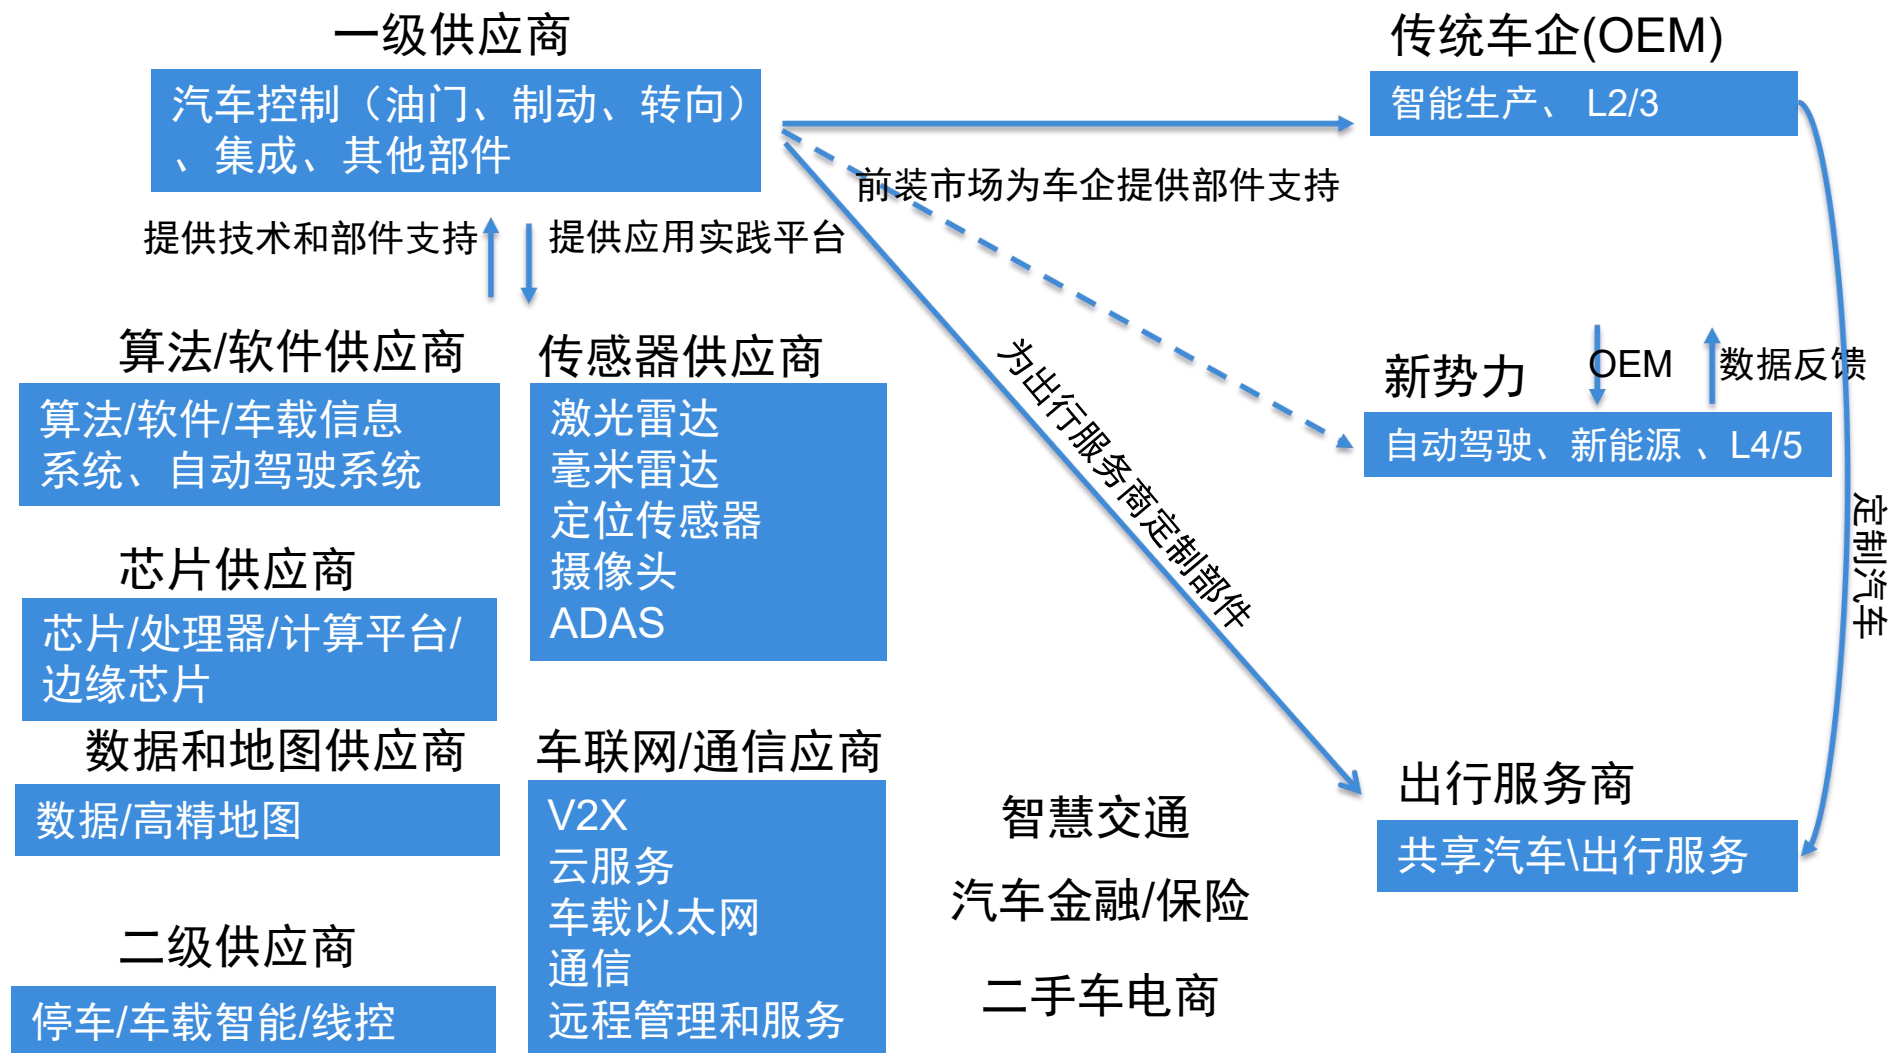 一级供应商
汽车控制（油门、制动、转向）
、集成、其他部件
提供技术和部件支持
提供应用实践平台
算法/软件供应商
算法/软件/车载信息
系统、自动驾驶系统
传感器供应商
激光雷达
毫米雷达
定位传感器
摄像头
ADAS
芯片供应商
芯片/处理器/计算平台/
边缘芯片
数据和地图供应商
数据/高精地图
车联网/通信应商
V2X
云服务
车载以太网
通信
远程管理和服务
二级供应商
停车/车载智能/线控
前装市场为车企提供部件支持
为出行服务商定制部件
智慧交通
汽车金融/保险
二手车电商
传统车企(OEM)
智能生产、 L2/3
新势力
OEM
数据反馈
自动驾驶、新能源 、L4/5
定制汽车
出行服务商
共享汽车\出行服务